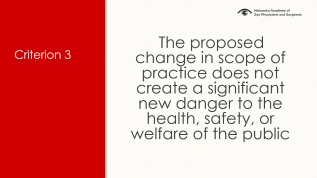 Nebraska Academy of
Eye Physicians and Surgeons
Criterion 3
The proposed
change in scope of
practice does not
create a significant
new danger to the
health, safety, or
welfare of the public